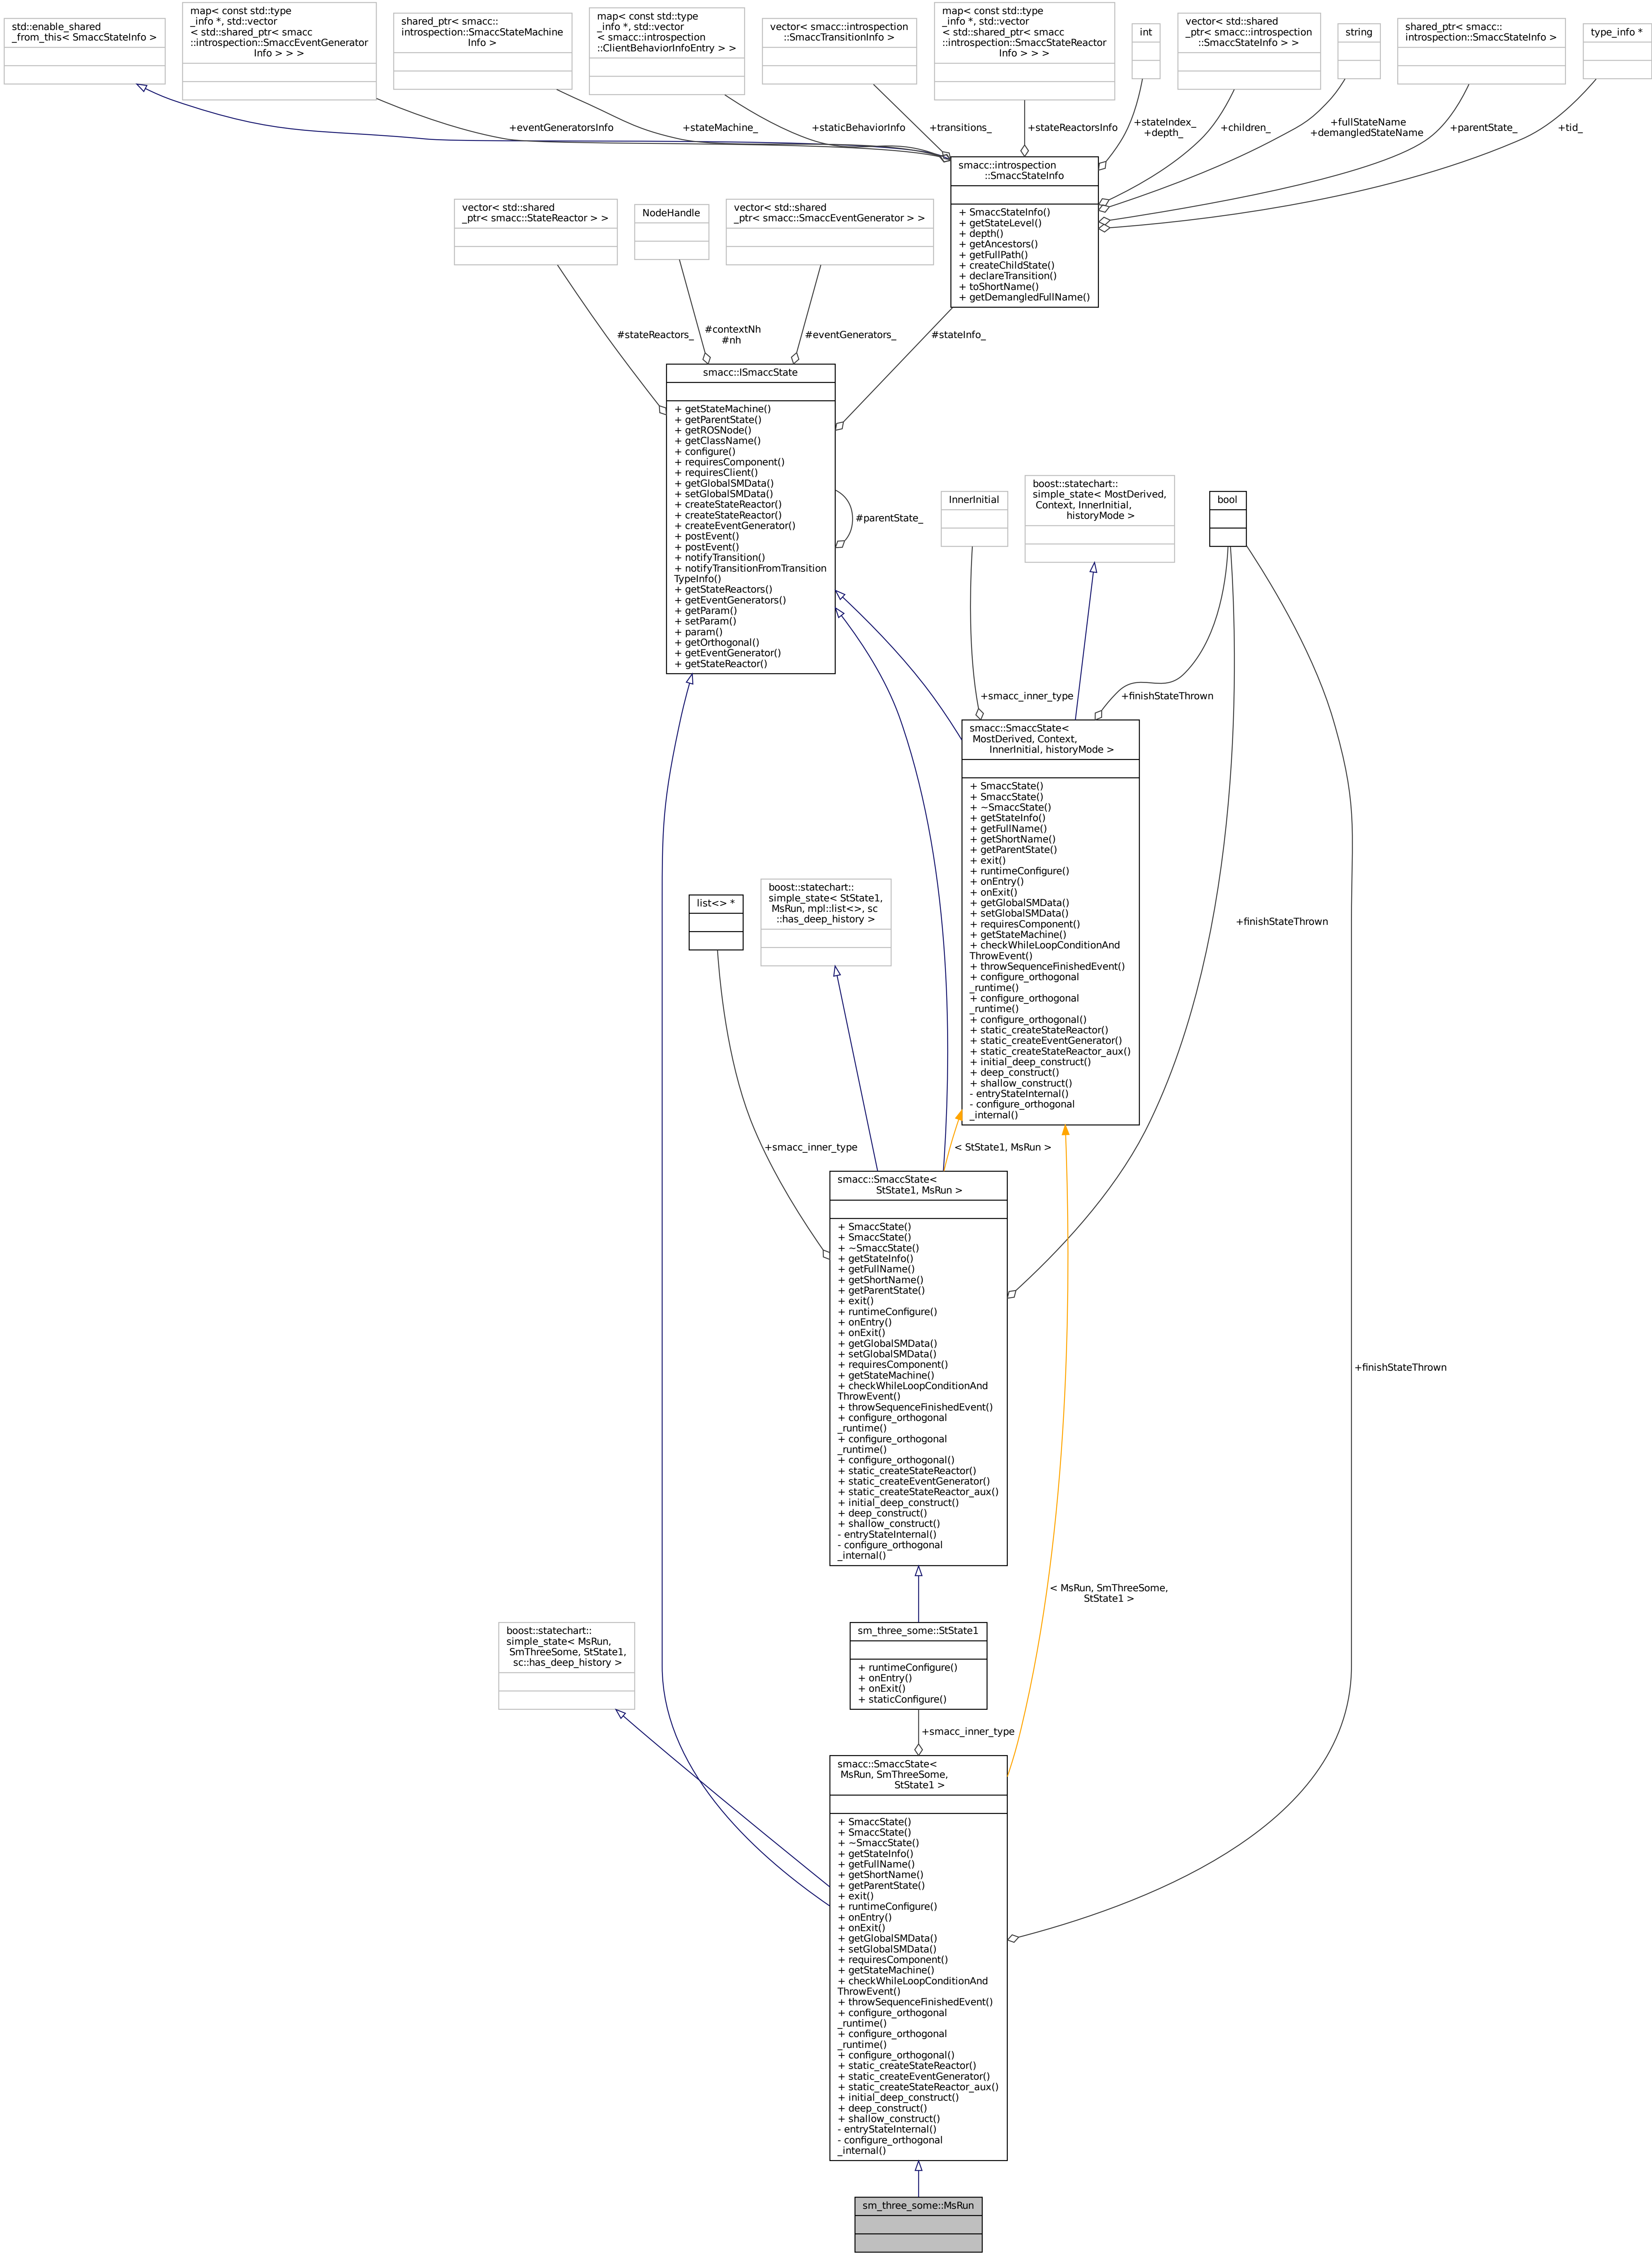 std::enable_shared
_from_this< SmaccStateInfo >
map< const std::type
_info *, std::vector
< std::shared_ptr< smacc
::introspection::SmaccEventGenerator
Info > > >
shared_ptr< smacc::
introspection::SmaccStateMachine
Info >
map< const std::type
_info *, std::vector
< smacc::introspection
::ClientBehaviorInfoEntry > >
vector< smacc::introspection
::SmaccTransitionInfo >
map< const std::type
_info *, std::vector
< std::shared_ptr< smacc
::introspection::SmaccStateReactor
Info > > >
int
vector< std::shared
_ptr< smacc::introspection
::SmaccStateInfo > >
string
shared_ptr< smacc::
introspection::SmaccStateInfo >
type_info *
+eventGeneratorsInfo
+stateMachine_
+staticBehaviorInfo
+transitions_
+stateReactorsInfo
+stateIndex_
+depth_
+children_
+fullStateName
+demangledStateName
+parentState_
+tid_
smacc::introspection
::SmaccStateInfo
+ SmaccStateInfo()
+ getStateLevel()
+ depth()
+ getAncestors()
+ getFullPath()
+ createChildState()
+ declareTransition()
+ toShortName()
+ getDemangledFullName()
vector< std::shared
_ptr< smacc::StateReactor > >
NodeHandle
vector< std::shared
_ptr< smacc::SmaccEventGenerator > >
#stateReactors_
#contextNh
#nh
#eventGenerators_
#stateInfo_
smacc::ISmaccState
+ getStateMachine()
+ getParentState()
+ getROSNode()
+ getClassName()
+ configure()
+ requiresComponent()
+ requiresClient()
+ getGlobalSMData()
+ setGlobalSMData()
+ createStateReactor()
+ createStateReactor()
+ createEventGenerator()
+ postEvent()
+ postEvent()
+ notifyTransition()
+ notifyTransitionFromTransition
TypeInfo()
+ getStateReactors()
+ getEventGenerators()
+ getParam()
+ setParam()
+ param()
+ getOrthogonal()
+ getEventGenerator()
+ getStateReactor()
#parentState_
InnerInitial
boost::statechart::
simple_state< MostDerived,
Context, InnerInitial,
historyMode >
bool
+smacc_inner_type
+finishStateThrown
smacc::SmaccState<
MostDerived, Context,
InnerInitial, historyMode >
+ SmaccState()
+ SmaccState()
+ ~SmaccState()
+ getStateInfo()
+ getFullName()
+ getShortName()
+ getParentState()
+ exit()
+ runtimeConfigure()
+ onEntry()
+ onExit()
+ getGlobalSMData()
+ setGlobalSMData()
+ requiresComponent()
+ getStateMachine()
+ checkWhileLoopConditionAnd
ThrowEvent()
+ throwSequenceFinishedEvent()
+ configure_orthogonal
_runtime()
+ configure_orthogonal
_runtime()
+ configure_orthogonal()
+ static_createStateReactor()
+ static_createEventGenerator()
+ static_createStateReactor_aux()
+ initial_deep_construct()
+ deep_construct()
+ shallow_construct()
- entryStateInternal()
- configure_orthogonal
_internal()
list<> *
boost::statechart::
simple_state< StState1,
MsRun, mpl::list<>, sc
::has_deep_history >
+finishStateThrown
+smacc_inner_type
< StState1, MsRun >
smacc::SmaccState<
StState1, MsRun >
+ SmaccState()
+ SmaccState()
+ ~SmaccState()
+ getStateInfo()
+ getFullName()
+ getShortName()
+ getParentState()
+ exit()
+ runtimeConfigure()
+ onEntry()
+ onExit()
+ getGlobalSMData()
+ setGlobalSMData()
+ requiresComponent()
+ getStateMachine()
+ checkWhileLoopConditionAnd
ThrowEvent()
+ throwSequenceFinishedEvent()
+ configure_orthogonal
_runtime()
+ configure_orthogonal
_runtime()
+ configure_orthogonal()
+ static_createStateReactor()
+ static_createEventGenerator()
+ static_createStateReactor_aux()
+ initial_deep_construct()
+ deep_construct()
+ shallow_construct()
- entryStateInternal()
- configure_orthogonal
_internal()
+finishStateThrown
< MsRun, SmThreeSome,
StState1 >
boost::statechart::
simple_state< MsRun,
SmThreeSome, StState1,
sc::has_deep_history >
sm_three_some::StState1
+ runtimeConfigure()
+ onEntry()
+ onExit()
+ staticConfigure()
+smacc_inner_type
smacc::SmaccState<
MsRun, SmThreeSome,
StState1 >
+ SmaccState()
+ SmaccState()
+ ~SmaccState()
+ getStateInfo()
+ getFullName()
+ getShortName()
+ getParentState()
+ exit()
+ runtimeConfigure()
+ onEntry()
+ onExit()
+ getGlobalSMData()
+ setGlobalSMData()
+ requiresComponent()
+ getStateMachine()
+ checkWhileLoopConditionAnd
ThrowEvent()
+ throwSequenceFinishedEvent()
+ configure_orthogonal
_runtime()
+ configure_orthogonal
_runtime()
+ configure_orthogonal()
+ static_createStateReactor()
+ static_createEventGenerator()
+ static_createStateReactor_aux()
+ initial_deep_construct()
+ deep_construct()
+ shallow_construct()
- entryStateInternal()
- configure_orthogonal
_internal()
sm_three_some::MsRun